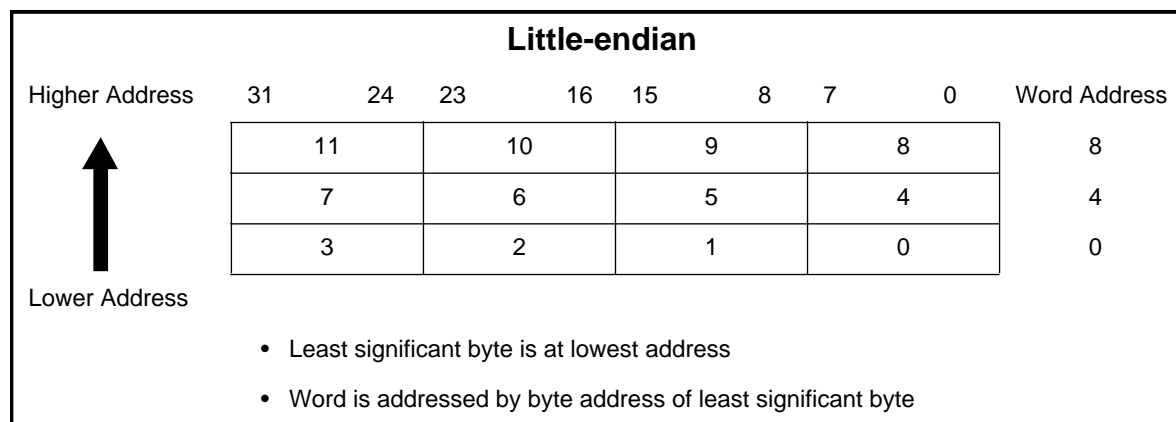 Little-endian
Higher Address 31 24 23 16 15 8 7 0 Word Address
11 10 9 8 8
7 6 5 4 4
3 2 1 0 0
Lower Address
• Least significant byte is at lowest address
• Word is addressed by byte address of least significant byte